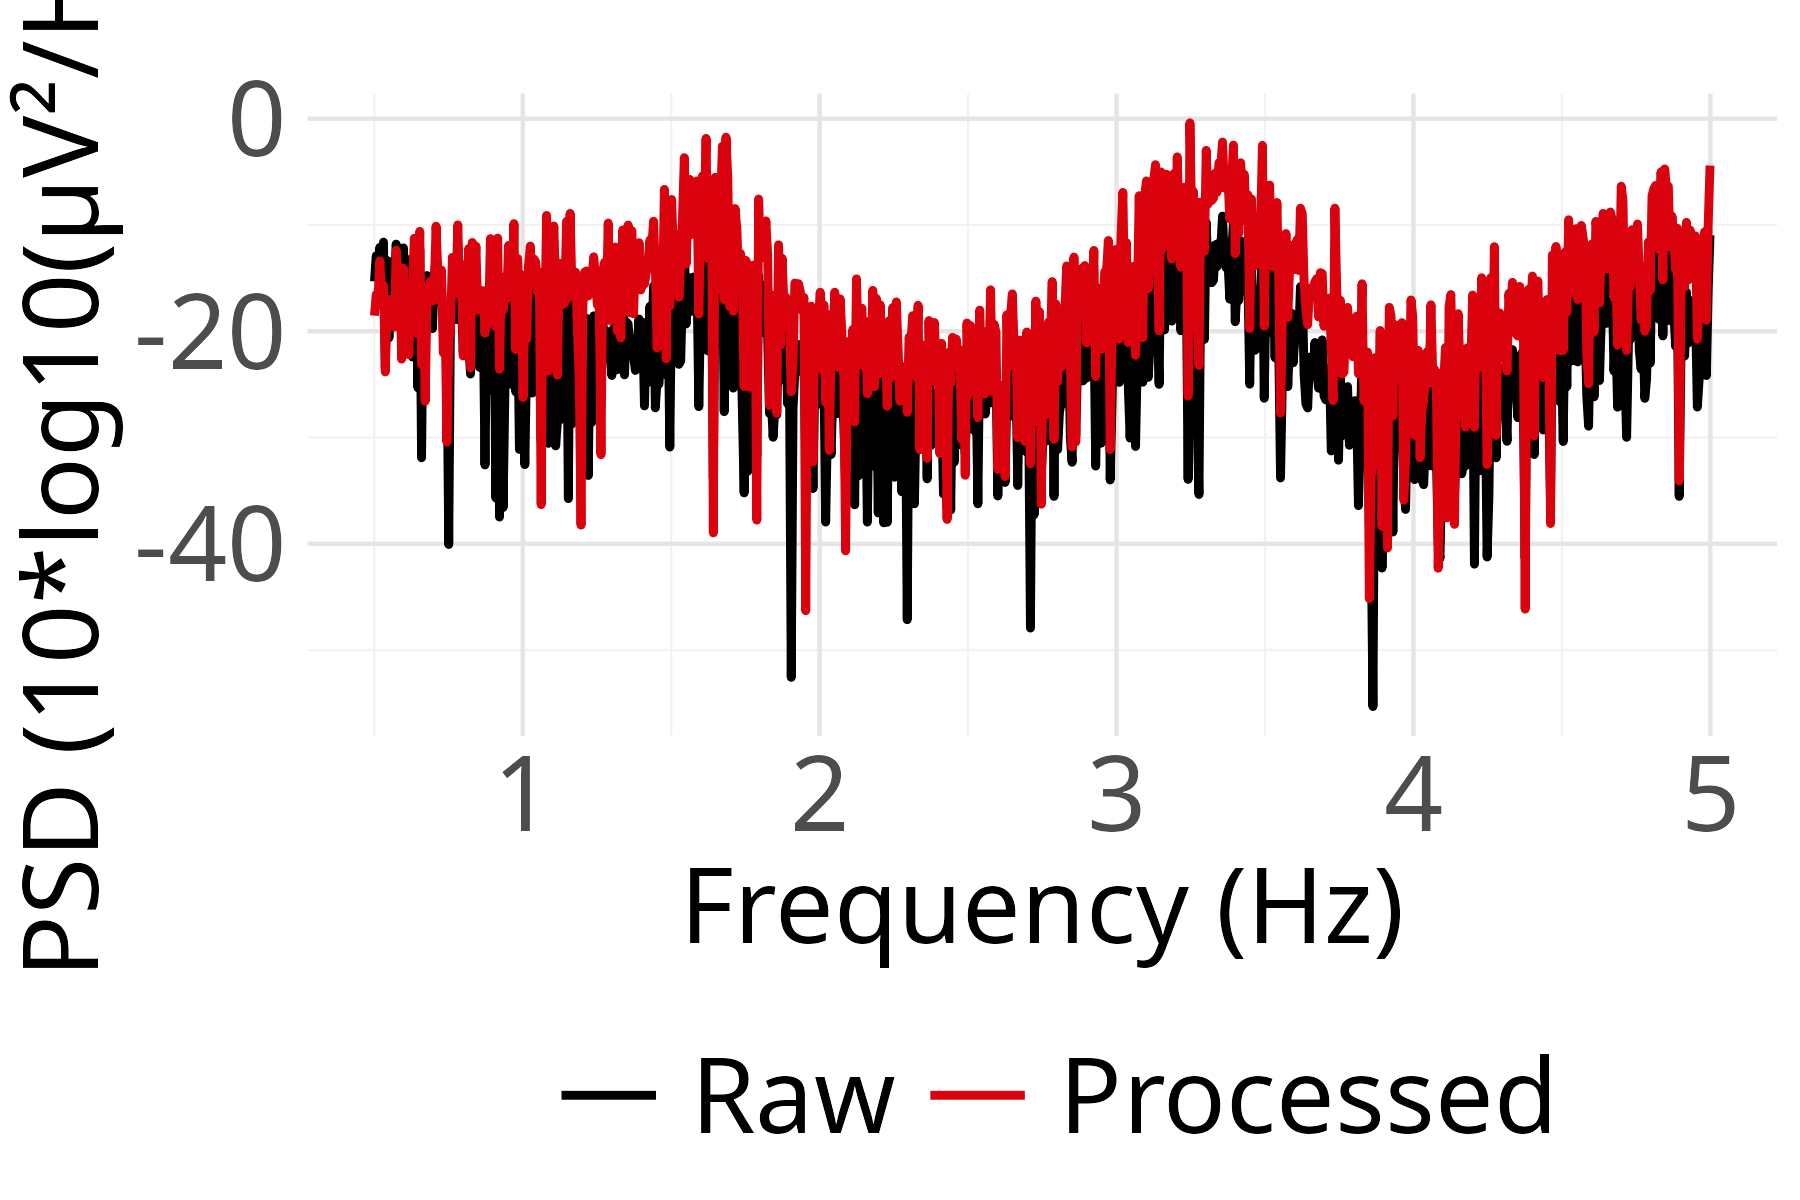 PSD (10*log10(µV²/H
0
-20
-40
1 2 3 4 5
Frequency (Hz)
Raw Processed